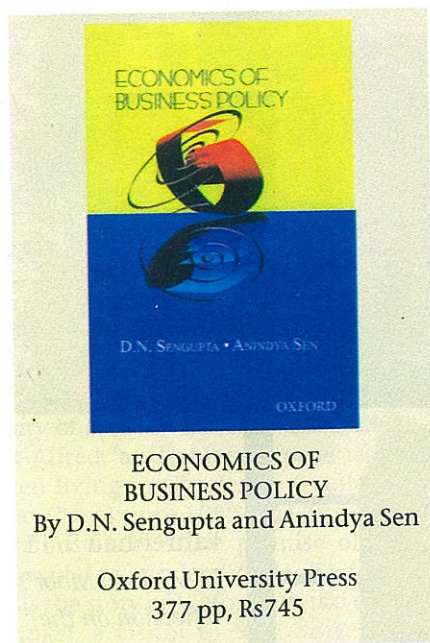 ECONOMICS OF
BUSINESS POLICY
D.N. SENGUPTA • ANINDYA SEN
OXFORD
ECONOMICS OF
BUSINESS POLICY
By D.N. Sengupta and Anindya Sen
Oxford University Press
377 pp, Rs745